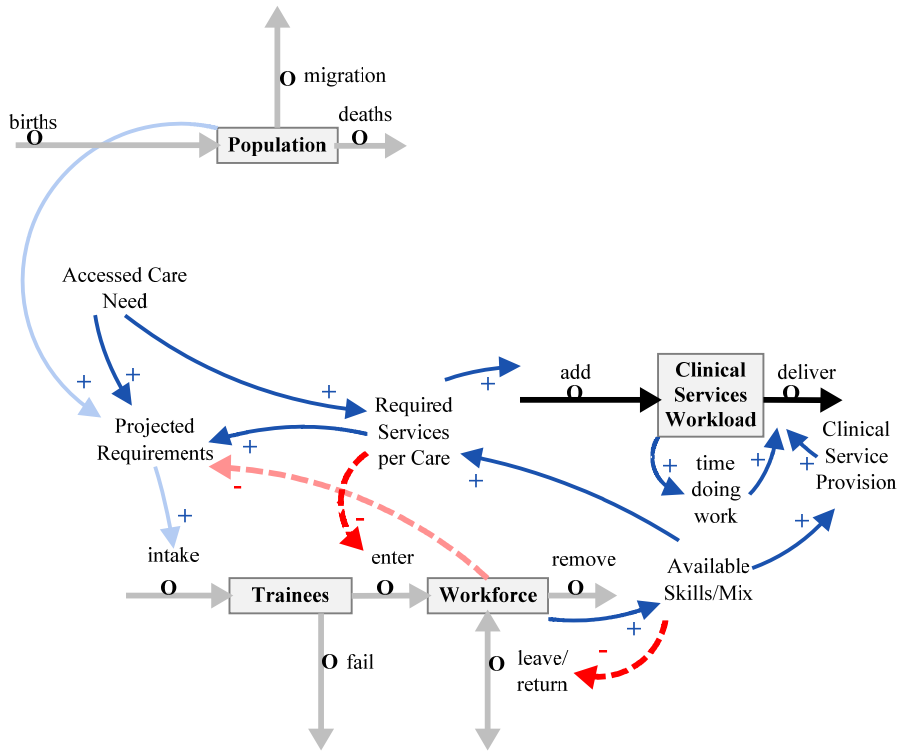 migration
births
O
deaths
O
O
Population
Accessed Care
Need
+
+
+
+
add
O
Clinical
Services
Workload
deliver
O
Required
Services
per Care
Projected
Requirements
+
-
+
+
time
doing
work
+
+
Clinical
Service
Provision
+
-
+
intake
O
enter
O
remove
O
Available
Skills/Mix
Trainees
Workforce
+
O
fail
O
leave/
return
-